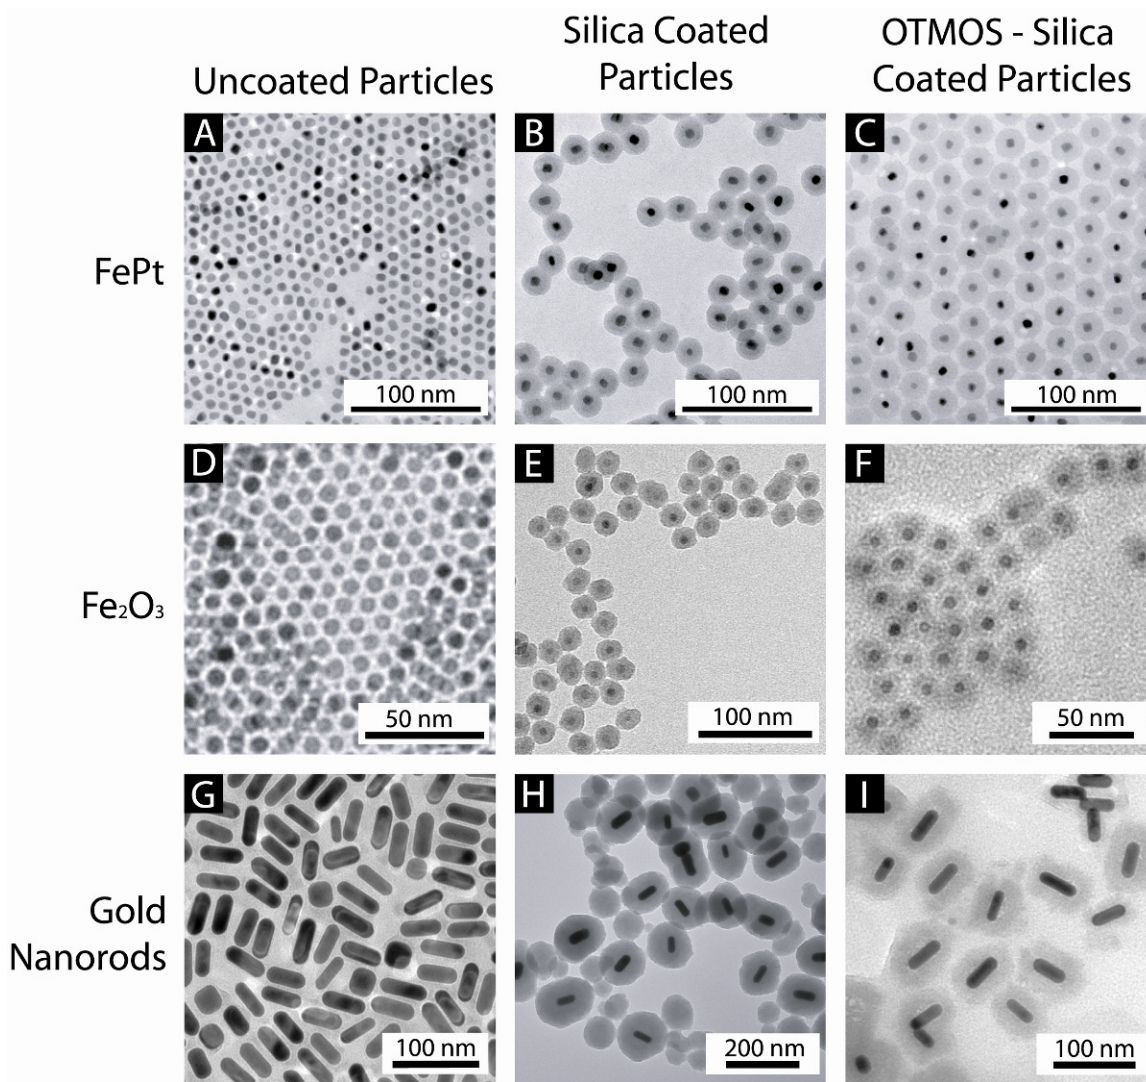 Uncoated Particles
Silica Coated
Particles
OTMOS - Silica
Coated Particles
FePt
A
100 nm
B
100 nm
C
100 nm
Fe₂O₃
D
50 nm
E
100 nm
F
50 nm
Gold
Nanorods
G
100 nm
H
200 nm
I
100 nm